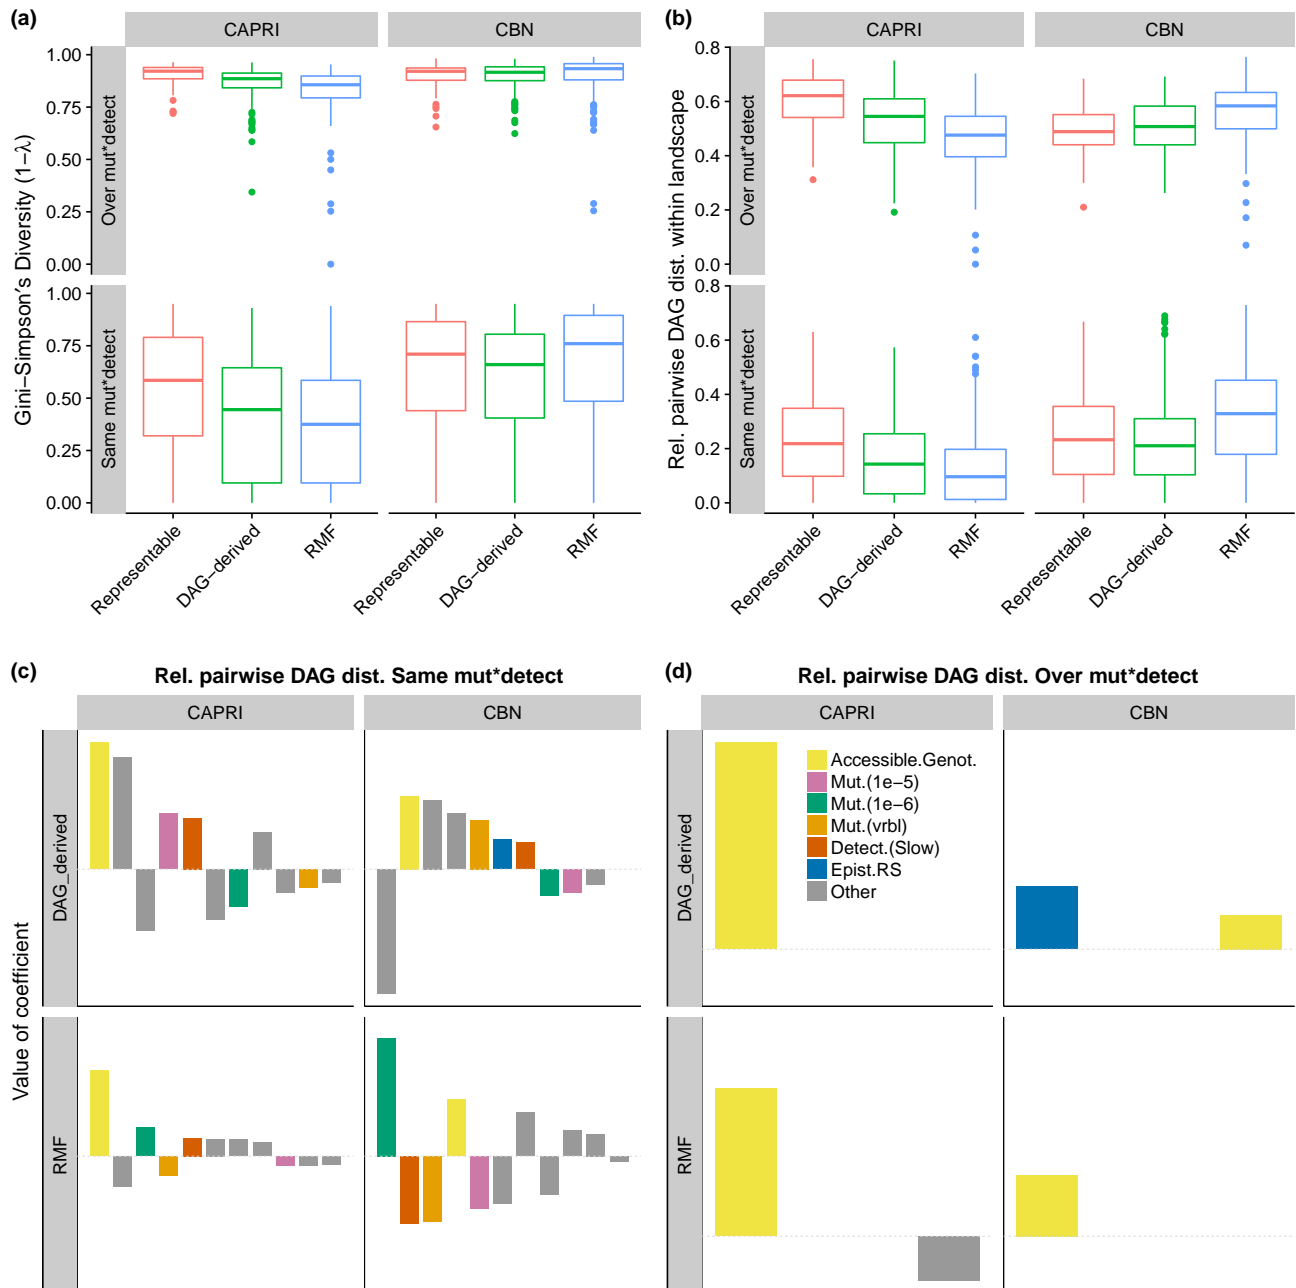 (a)
CAPRI
CBN
Gini−Simpson's Diversity (1−λ)
Over mut*detect
1.00
0.75
0.50
0.25
0.00
Same mut*detect
1.00
0.75
0.50
0.25
0.00
Representable
DAG−derived
RMF
Representable
DAG−derived
RMF
(b)
CAPRI
CBN
Rel. pairwise DAG dist. within landscape
Over mut*detect
0.8
0.6
0.4
0.2
0.0
Same mut*detect
0.8
0.6
0.4
0.2
0.0
Representable
DAG−derived
RMF
Representable
DAG−derived
RMF
(c)
Rel. pairwise DAG dist. Same mut*detect
CAPRI
CBN
Value of coefficient
DAG_derived
RMF
(d)
Rel. pairwise DAG dist. Over mut*detect
CAPRI
CBN
DAG_derived
RMF
Accessible.Genot.
Mut.(1e−5)
Mut.(1e−6)
Mut.(vrbl)
Detect.(Slow)
Epist.RS
Other